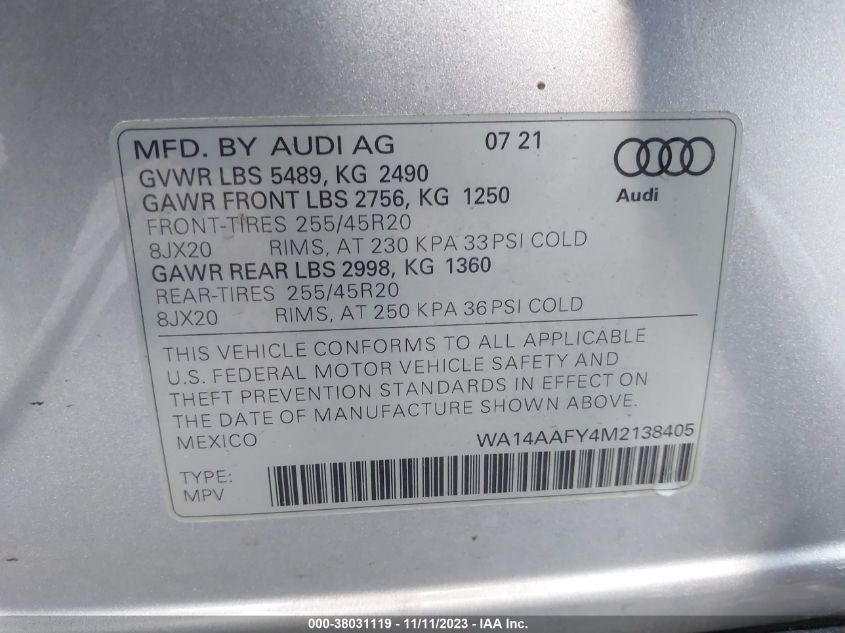 MFD. BY AUDI AG 07 21
GVWR LBS 5489, KG 2490
GAWR FRONT LBS 2756, KG 1250
Audi
FRONT-TIRES 255/45R20
8JX20 RIMS, AT 230 KPA 33 PSI COLD
GAWR REAR LBS 2998, KG 1360
REAR-TIRES 255/45R20
8JX20 RIMS, AT 250 KPA 36 PSI COLD
THIS VEHICLE CONFORMS TO ALL APPLICABLE
U.S. FEDERAL MOTOR VEHICLE SAFETY AND
THEFT PREVENTION STANDARDS IN EFFECT ON
THE DATE OF MANUFACTURE SHOWN ABOVE.
MEXICO WA14AAFY4M2138405
TYPE:
MPV
000-38031119 - 11/11/2023 - IAA Inc.